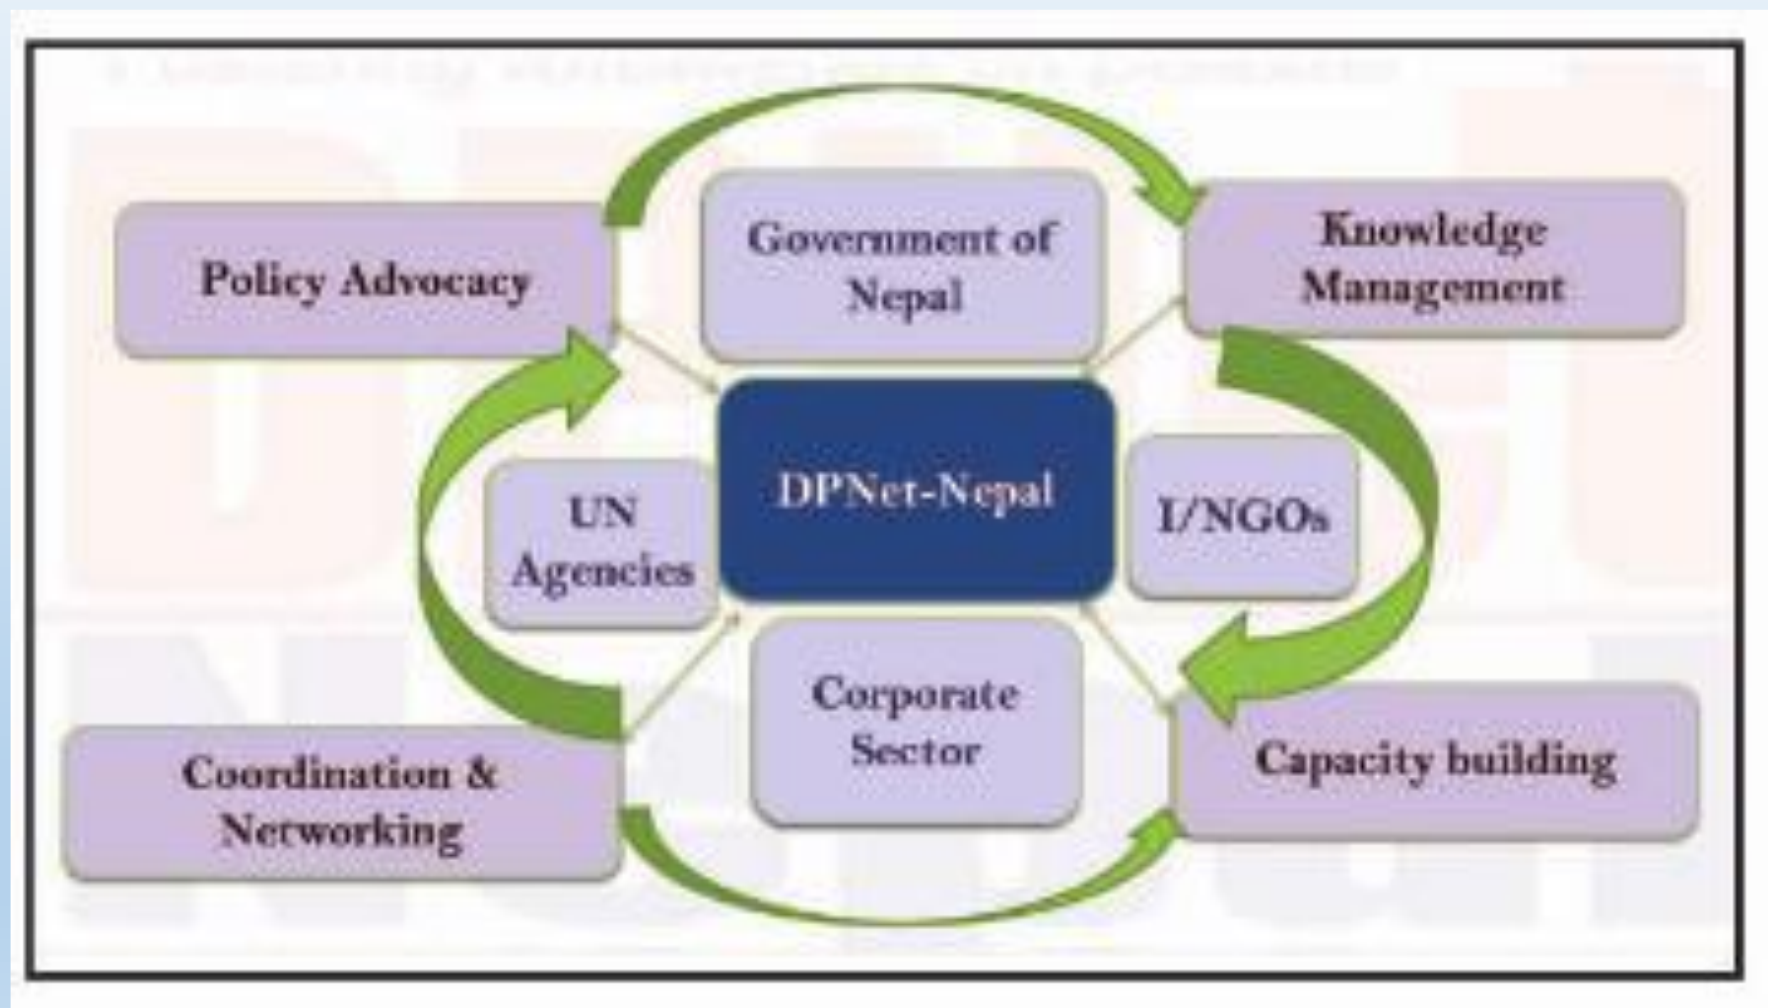 Policy Advocacy
Government of
Nepal
Knowledge
Management
UN
Agencies
DPNet-Nepal
I/NGOs
Coordination &
Networking
Corporate
Sector
Capacity building